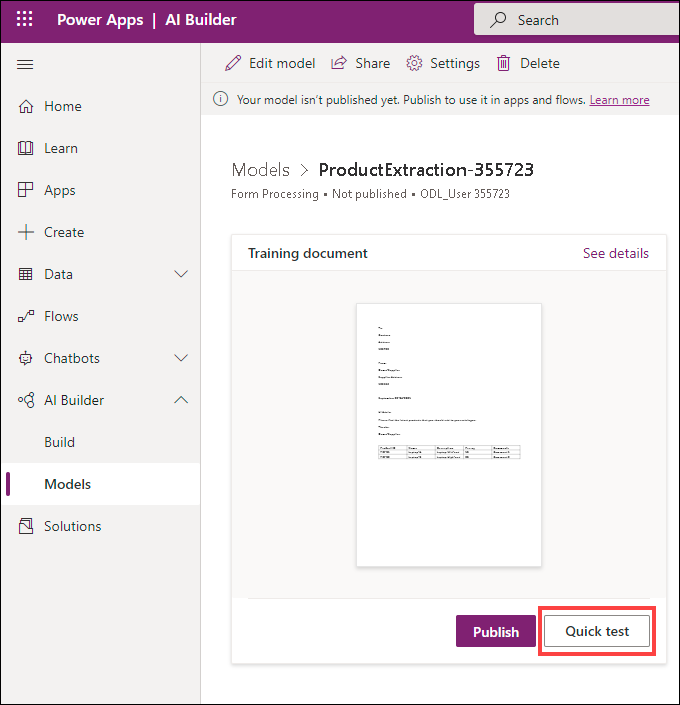 Power Apps | AI Builder
Search
Edit model Share Settings Delete
Your model isn't published yet. Publish to use it in apps and flows. Learn more
Home
Learn
Apps
Create
Data
Flows
Chatbots
AI Builder
Build
Models
Solutions
Models > ProductExtraction-355723
Form Processing • Not published • ODL_User 355723
Training document
See details
Publish
Quick test